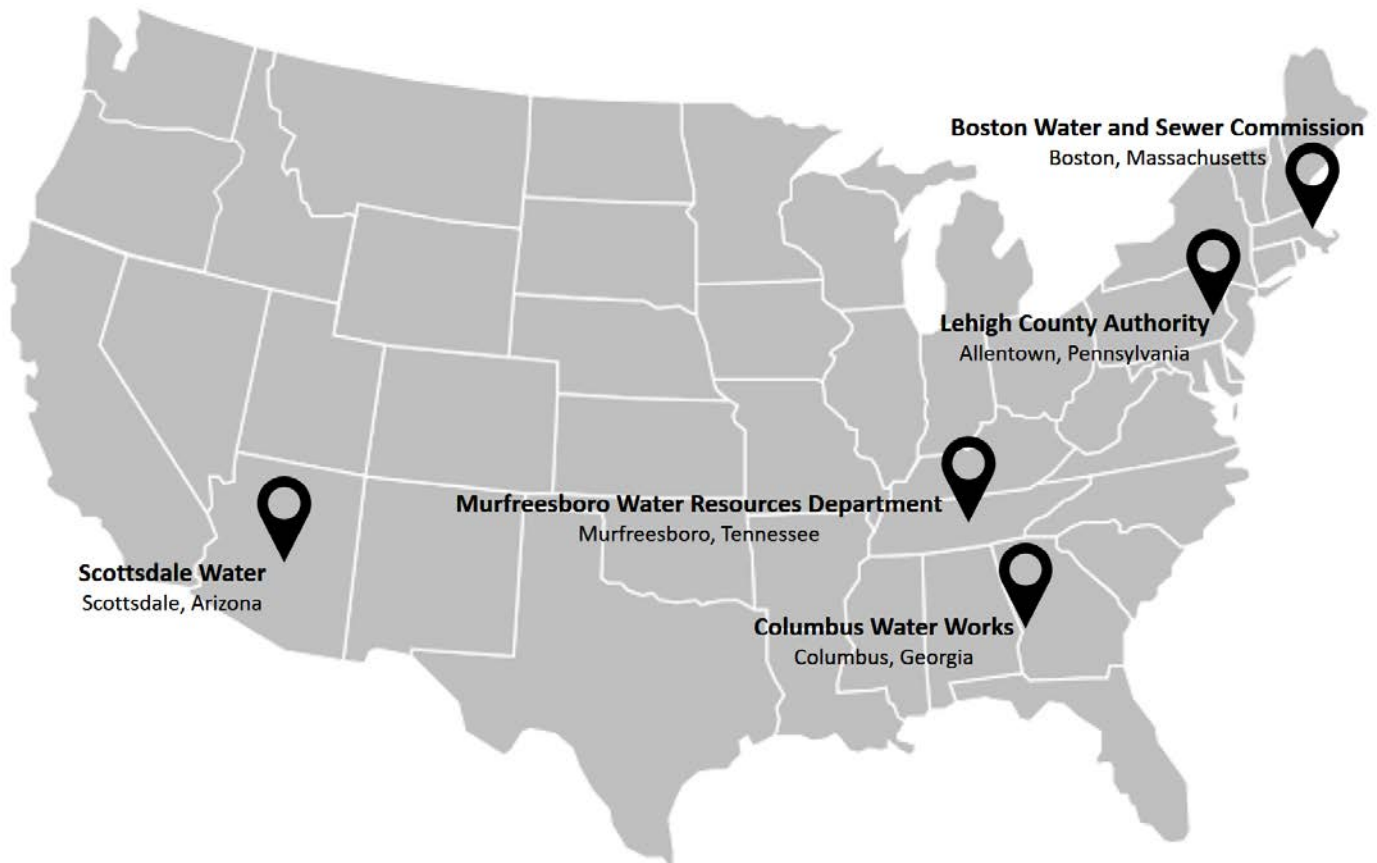 Boston Water and Sewer Commission
Boston, Massachusetts
Lehigh County Authority
Allentown, Pennsylvania
Murfreesboro Water Resources Department
Murfreesboro, Tennessee
Scottsdale Water
Scottsdale, Arizona
Columbus Water Works
Columbus, Georgia